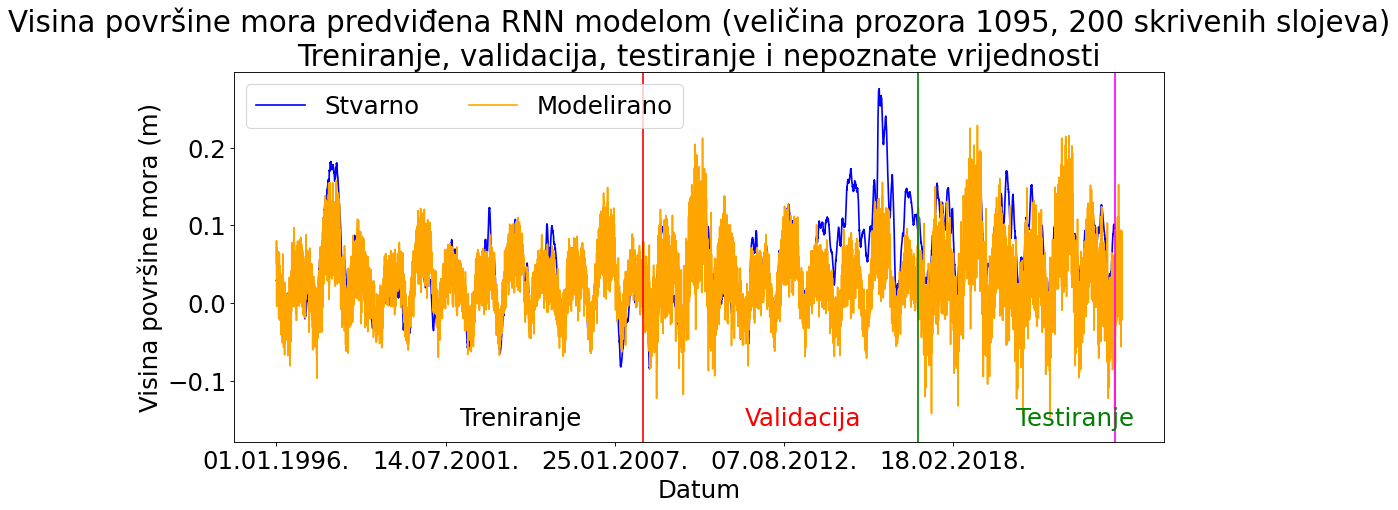 Visina površine mora predviđena RNN modelom (veličina prozora 1095, 200 skrivenih slojeva)
Treniranje, validacija, testiranje i nepoznate vrijednosti
Stvarno
Modelirano
Visina površine mora (m)
0.2
0.1
0.0
−0.1
Treniranje
Validacija
Testiranje
01.01.1996.
14.07.2001.
25.01.2007.
07.08.2012.
18.02.2018.
Datum